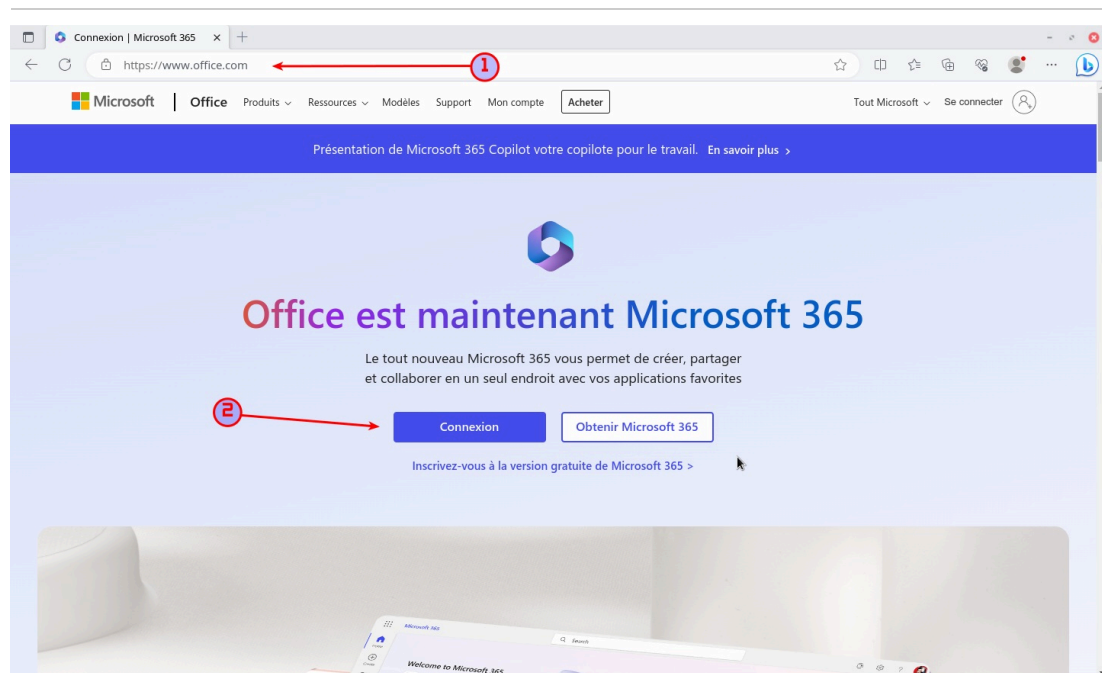 Connexion | Microsoft 365
https://www.office.com
1
Microsoft | Office Produits Ressources Modèles Support Mon compte Acheter Tout Microsoft Se connecter
Présentation de Microsoft 365 Copilot votre copilote pour le travail. En savoir plus >
Office est maintenant Microsoft 365
Le tout nouveau Microsoft 365 vous permet de créer, partager
et collaborer en un seul endroit avec vos applications favorites
2
Connexion Obtenir Microsoft 365
Inscrivez-vous à la version gratuite de Microsoft 365 >
Microsoft 365
Search
Welcome to Microsoft 365